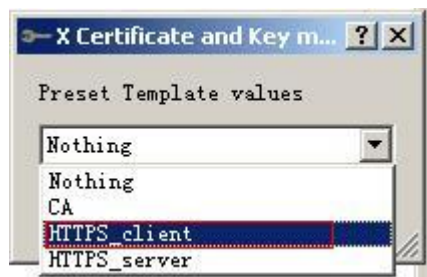 X Certificate and Key m... ? ×
Preset Template values
Nothing
Nothing
CA
HTTPS_client
HTTPS_server